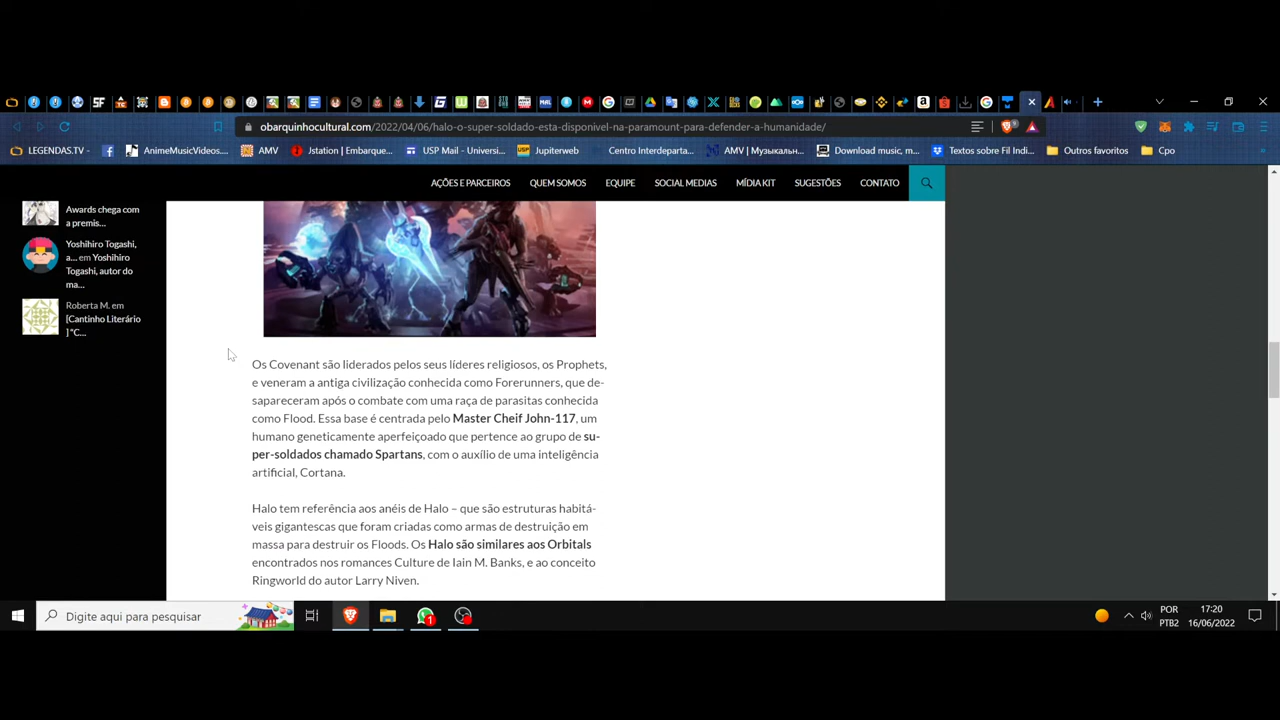 obarquinhocultural.com/2022/04/06/halo-o-super-soldado-esta-disponivel-na-paramount-para-defender-a-humanidade/
LEGENDAS.TV - AnimeMusicVideos.... AMV Jstation | Embarque... USP Mail - Universi... Jupiterweb Centro Interdeparta... AMV | Музыкальн... Download music, m... Textos sobre Fil Indi... Outros favoritos Cpo
AÇÕES E PARCEIROS QUEM SOMOS EQUIPE SOCIAL MEDIAS MÍDIA KIT SUGESTÕES CONTATO
Awards chega com
a premis...
Yoshihiro Togashi,
a... em Yoshihiro
Togashi, autor do
ma...
Roberta M. em
[Cantinho Literário
] "C...
Os Covenant são liderados pelos seus líderes religiosos, os Prophets,
e veneram a antiga civilização conhecida como Forerunners, que de-
sapareceram após o combate com uma raça de parasitas conhecida
como Flood. Essa base é centrada pelo Master Cheif John-117, um
humano geneticamente aperfeiçoado que pertence ao grupo de su-
per-soldados chamado Spartans, com o auxílio de uma inteligência
artificial, Cortana.
Halo tem referência aos anéis de Halo – que são estruturas habitá-
veis gigantescas que foram criadas como armas de destruição em
massa para destruir os Floods. Os Halo são similares aos Orbitals
encontrados nos romances Culture de Iain M. Banks, e ao conceito
Ringworld do autor Larry Niven.
Digite aqui para pesquisar
1
POR
PTB2
17:20
16/06/2022